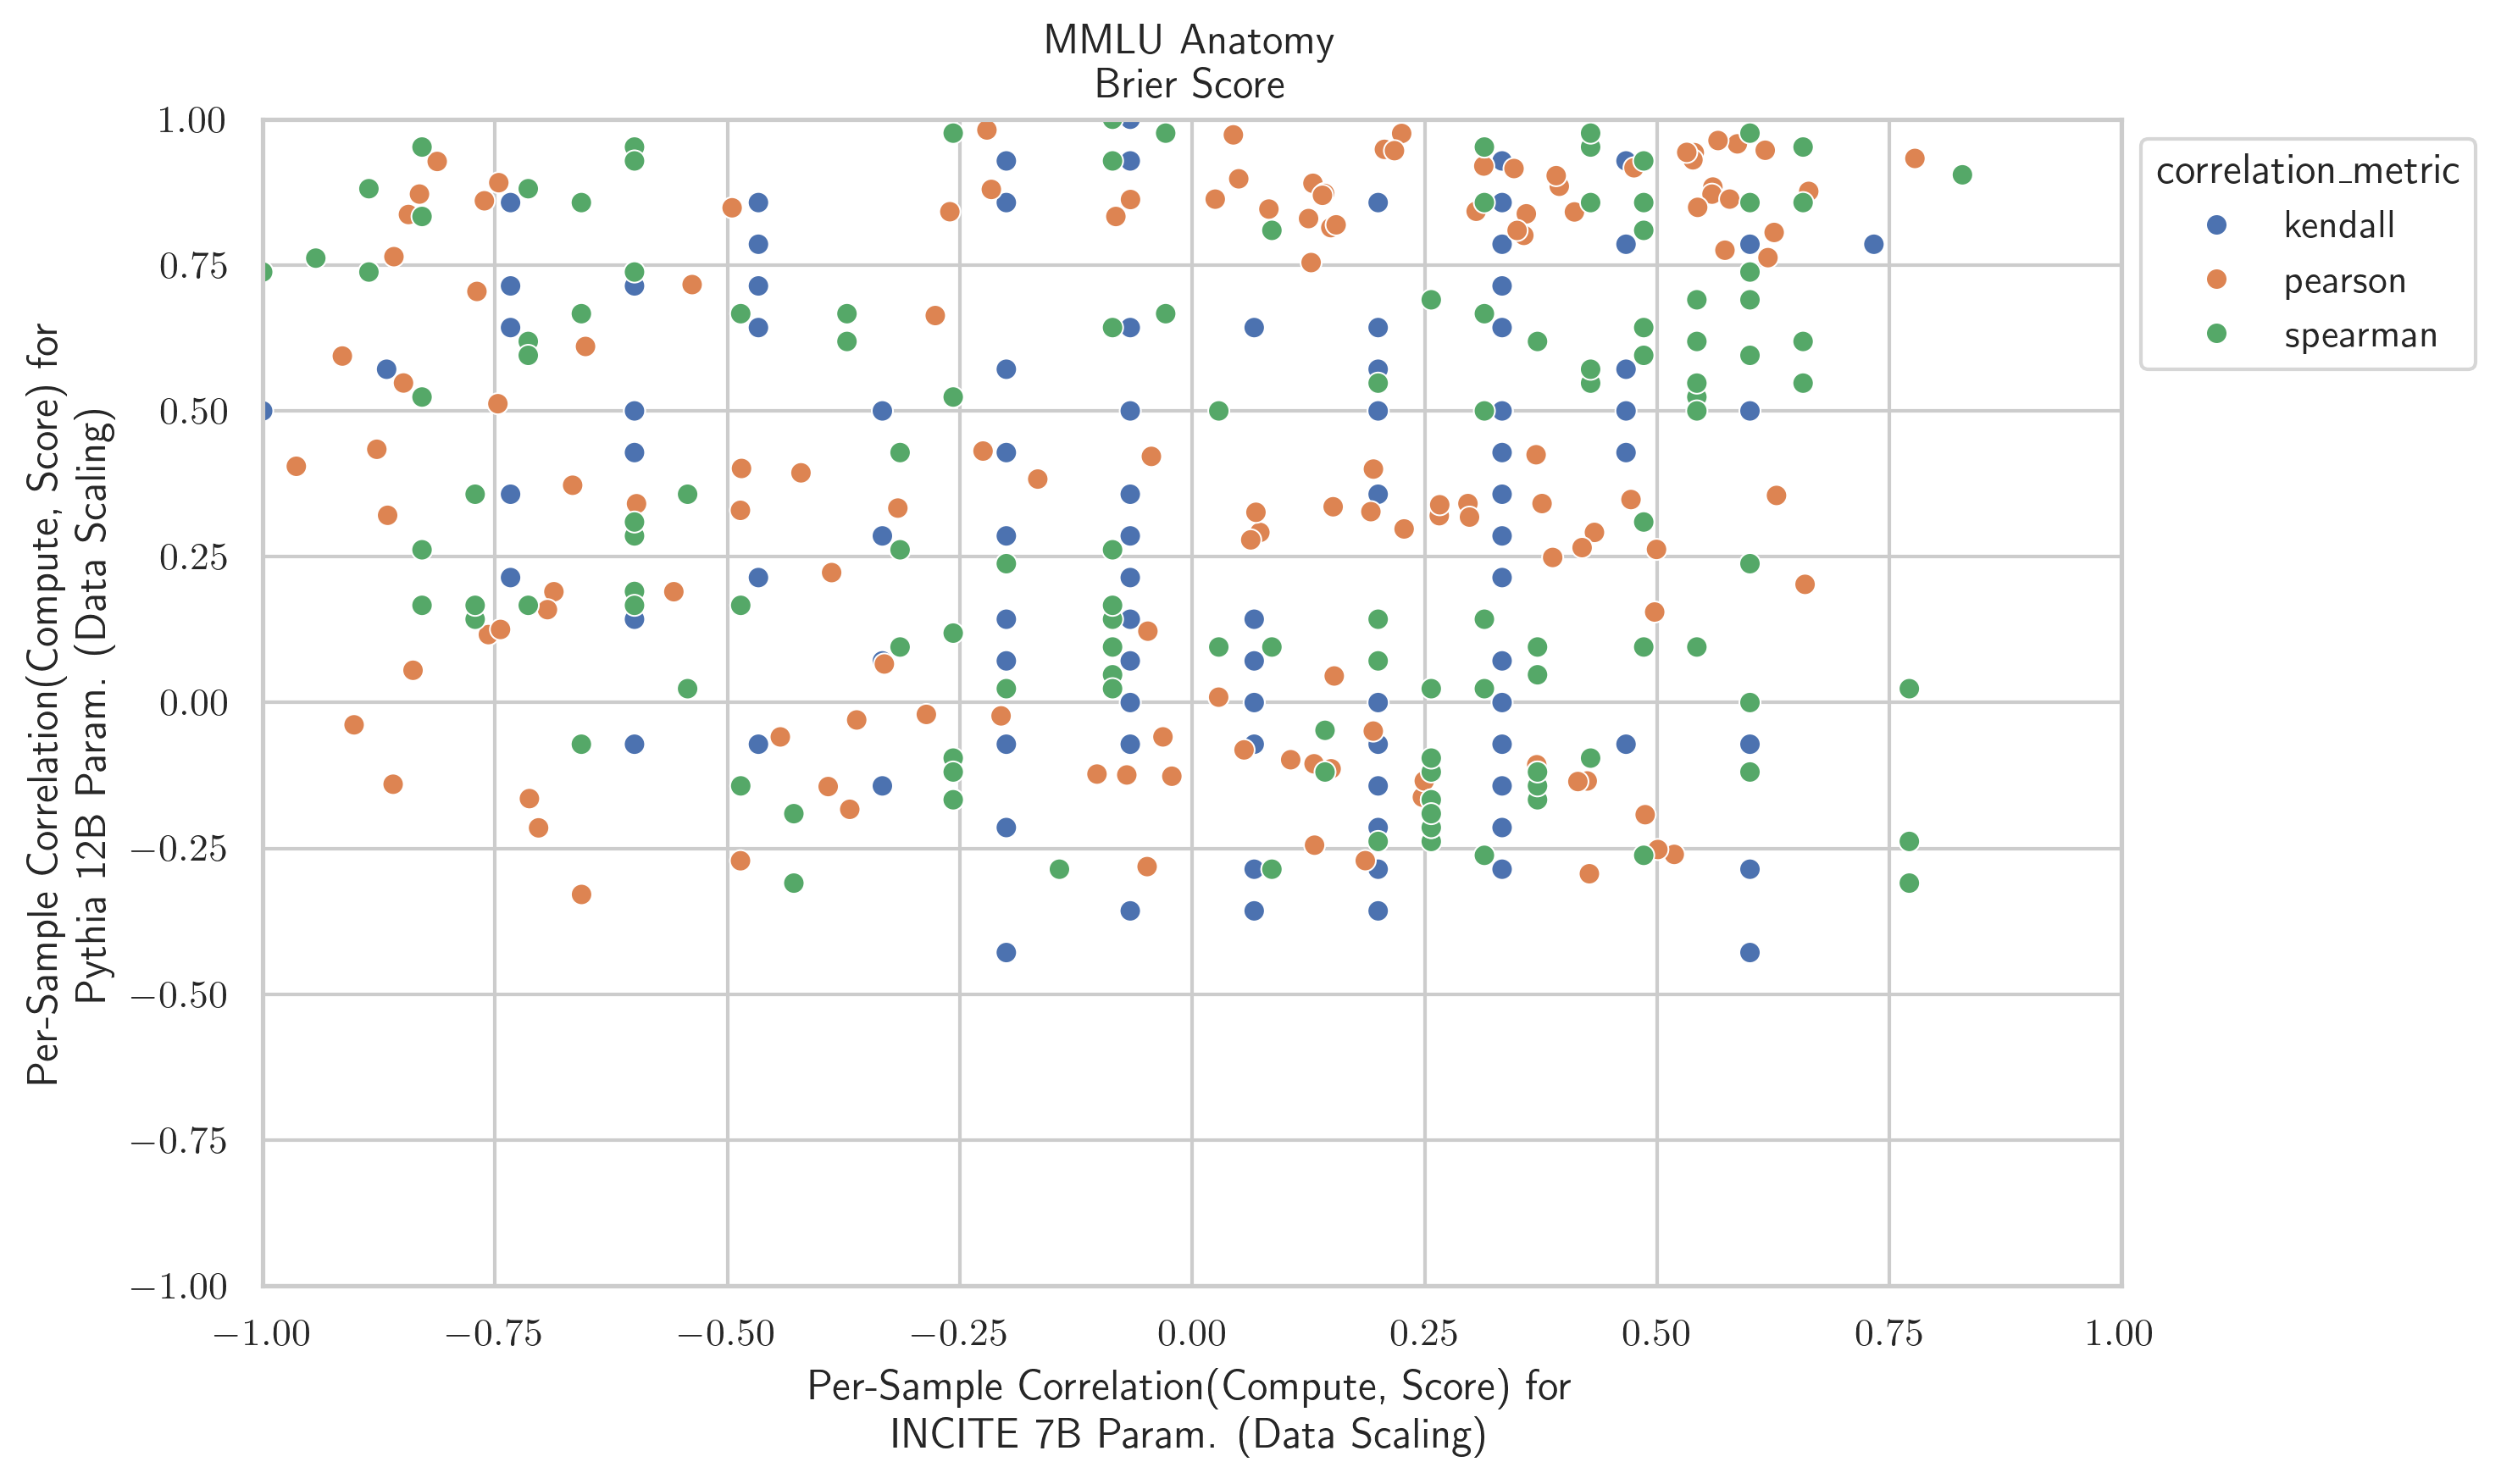 MMLU Anatomy
Brier Score
Per-Sample Correlation(Compute, Score) for
Pythia 12B Param. (Data Scaling)
1.00
0.75
0.50
0.25
0.00
−0.25
−0.50
−0.75
−1.00
−1.00 −0.75 −0.50 −0.25 0.00 0.25 0.50 0.75 1.00
Per-Sample Correlation(Compute, Score) for
INCITE 7B Param. (Data Scaling)
correlation_metric
kendall
pearson
spearman